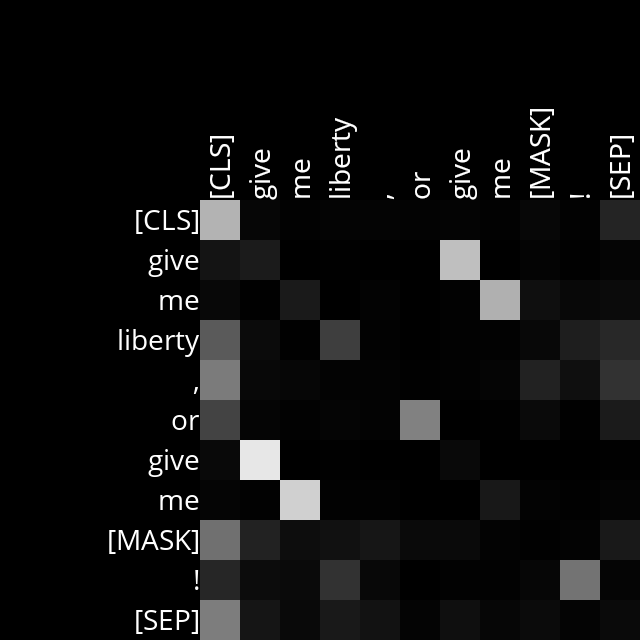 [CLS] give me liberty , or give me [MASK] ! [SEP]
[CLS]
give
me
liberty
,
or
give
me
[MASK]
!
[SEP]